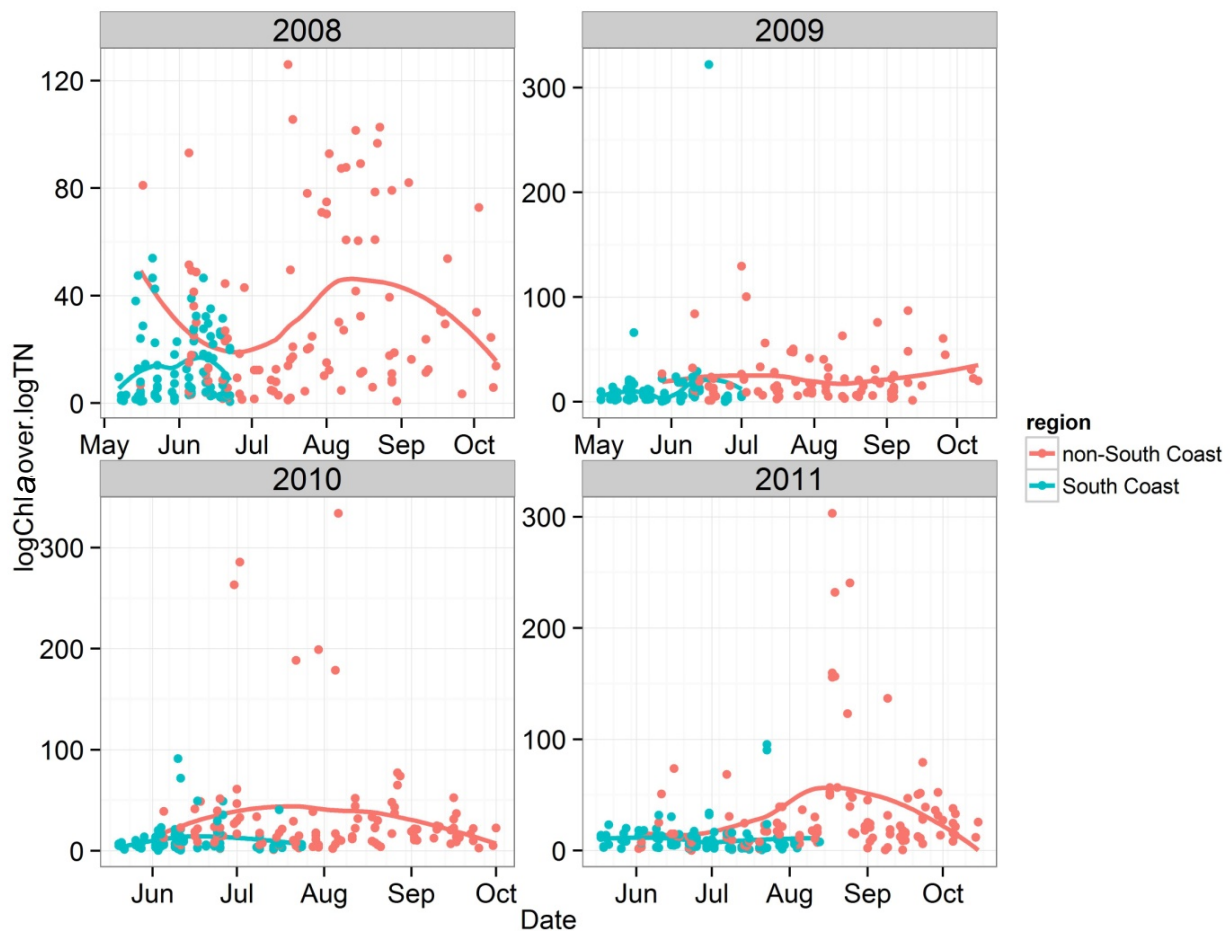 2008
2009
120
80
40
0
300
200
100
0
May Jun Jul Aug Sep Oct
May Jun Jul Aug Sep Oct
logChlaover.logTN
region
non-South Coast
South Coast
2010
2011
300
200
100
0
300
200
100
0
Jun Jul Aug Sep Oct
Jun Jul Aug Sep Oct
Date